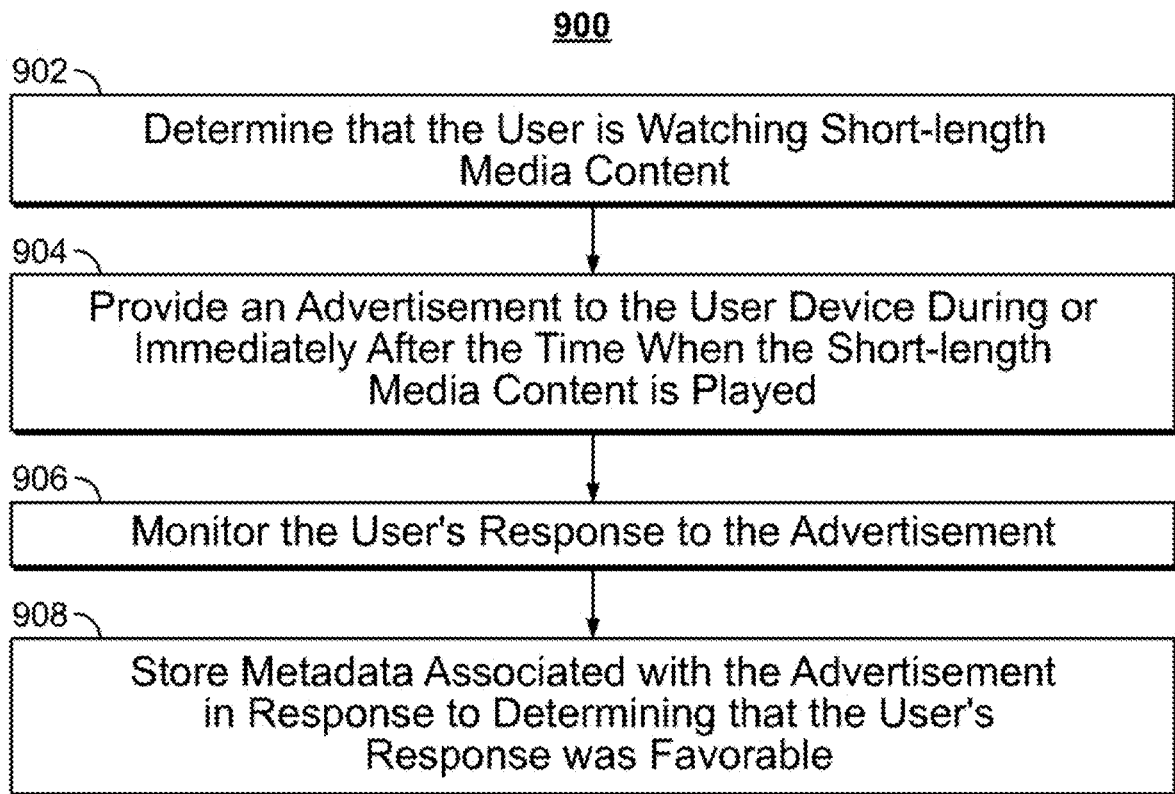 900
902
Determine that the User is Watching Short-length
Media Content
904
Provide an Advertisement to the User Device During or
Immediately After the Time When the Short-length
Media Content is Played
906
Monitor the User's Response to the Advertisement
908
Store Metadata Associated with the Advertisement
in Response to Determining that the User's
Response was Favorable